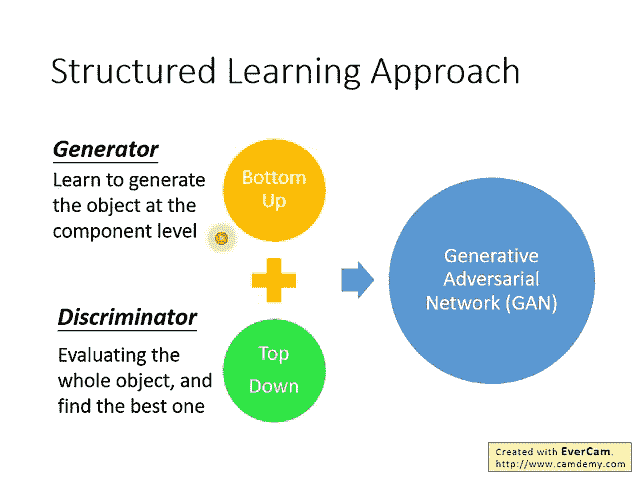 Structured Learning Approach
Generator
Learn to generate
the object at the
component level
Bottom
Up
Discriminator
Evaluating the
whole object, and
find the best one
Top
Down
Generative
Adversarial
Network (GAN)
Created with EverCam.
http://www.camdemy.com